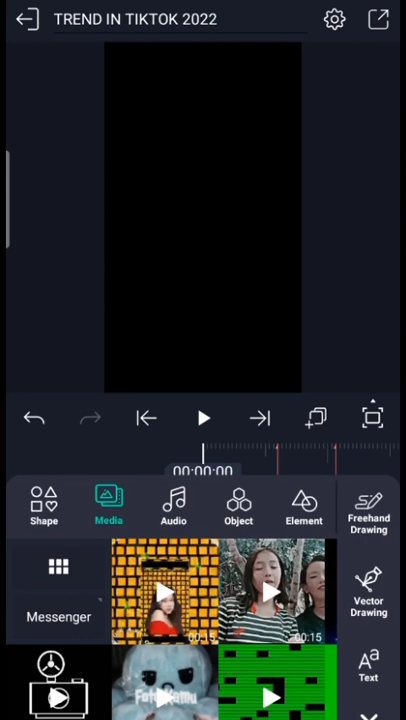 TREND IN TIKTOK 2022
00:00:00
Shape
Media
Audio
Object
Element
Freehand
Drawing
Vector
Drawing
Aa
Text
Messenger
00:15
00:15